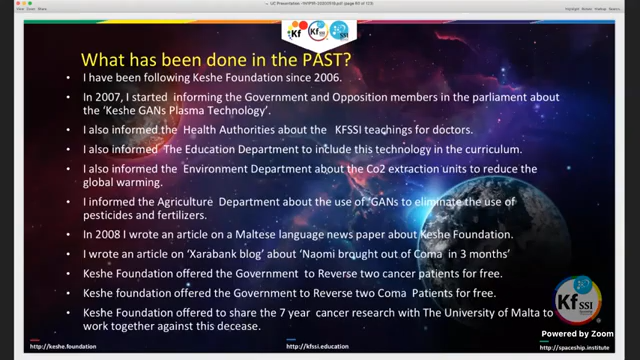 What has been done in the PAST?
• I have been following Keshe Foundation since 2006.
• In 2007, I started informing the Government and Opposition members in the parliament about
the 'Keshe GANs Plasma Technology'.
• I also informed the Health Authorities about the KFSSI teachings for doctors.
• I also informed The Education Department to include this technology in the curriculum.
• I also informed the Environment Department about the Co2 extraction units to reduce the
global warming.
• I informed the Agriculture Department about the use of 'GANs to eliminate the use of
pesticides and fertilizers.
• In 2008 I wrote an article on a Maltese language news paper about Keshe Foundation.
• I wrote an article on 'Xarabank blog' about 'Naomi brought out of Coma in 3 months'
• Keshe Foundation offered the Government to Reverse two cancer patients for free.
• Keshe foundation offered the Government to Reverse two Coma Patients for free.
• Keshe Foundation offered to share the 7 year cancer research with The University of Malta to
work together against this decease.
Kf SSI
Powered by Zoom
http://keshe.foundation
http://kfssi.education
http://spaceship.institute